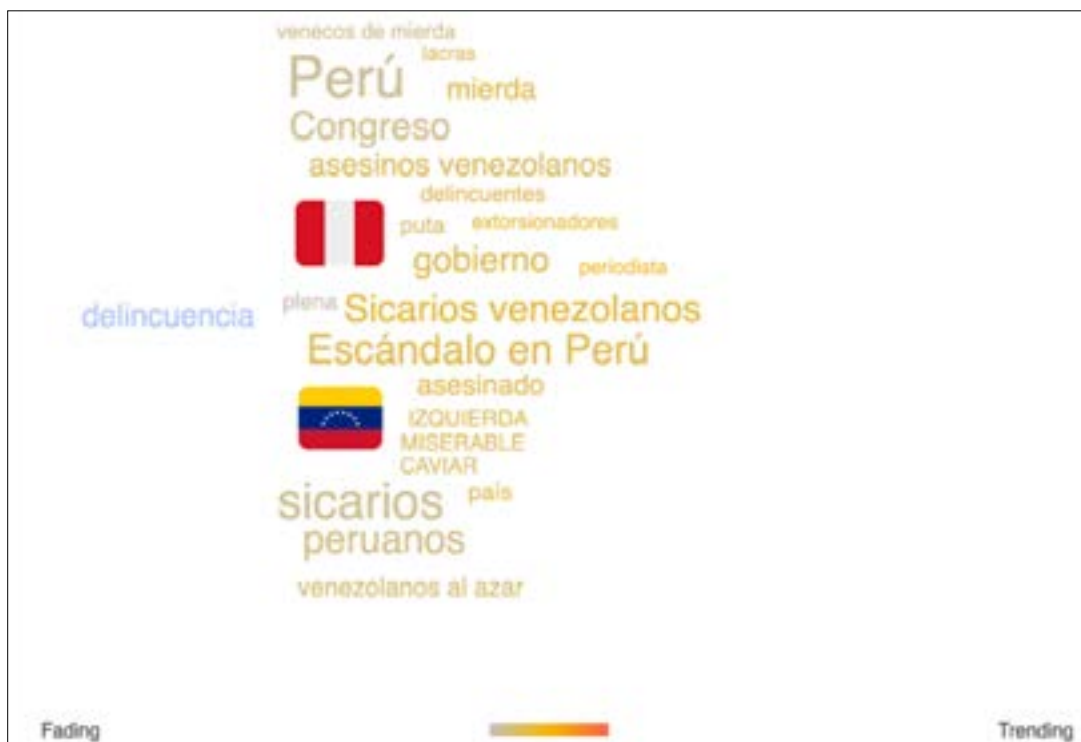 venecos de mierda
lacras
Perú
mierda
Congreso
asesinos venezolanos
delincuentes
puta
extorsionadores
gobierno
periodista
delincuencia
plena
Sicarios venezolanos
Escándalo en Perú
asesinado
IZQUIERDA
MISERABLE
CAVIAR
sicarios
país
peruanos
venezolanos al azar
Fading
Trending